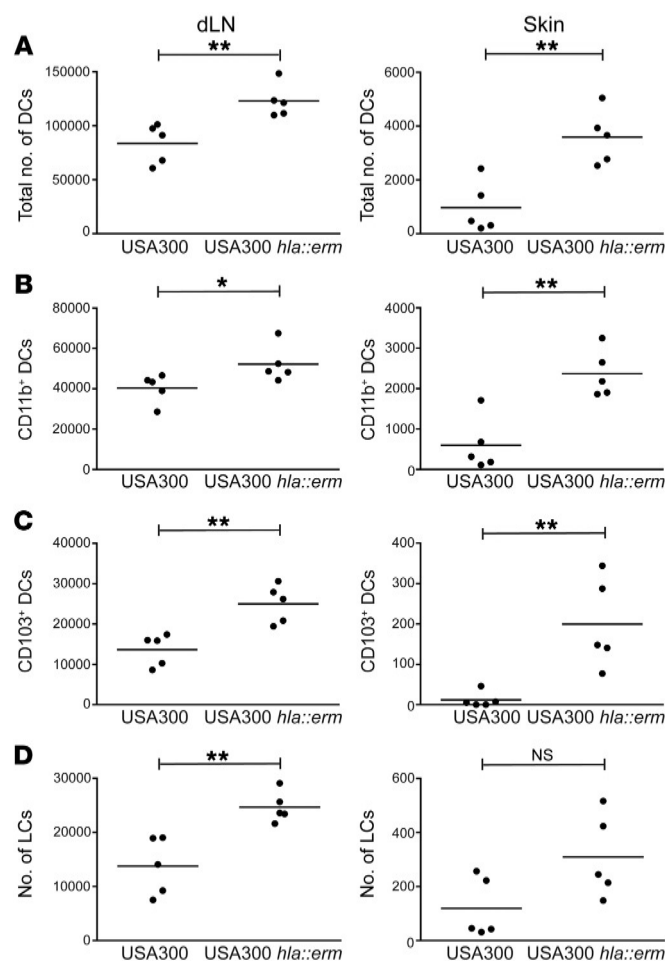 dLN Skin
A
** **
Total no. of DCs
150000
100000
50000
0
USA300 USA300 hla::erm
Total no. of DCs
6000
4000
2000
0
USA300 USA300 hla::erm
B
* **
CD11b⁺ DCs
80000
60000
40000
20000
0
USA300 USA300 hla::erm
CD11b⁺ DCs
4000
3000
2000
1000
0
USA300 USA300 hla::erm
C
** **
CD103⁺ DCs
40000
30000
20000
10000
0
USA300 USA300 hla::erm
CD103⁺ DCs
400
300
200
100
0
USA300 USA300 hla::erm
D
** NS
No. of LCs
30000
20000
10000
0
USA300 USA300 hla::erm
No. of LCs
600
400
200
0
USA300 USA300 hla::erm